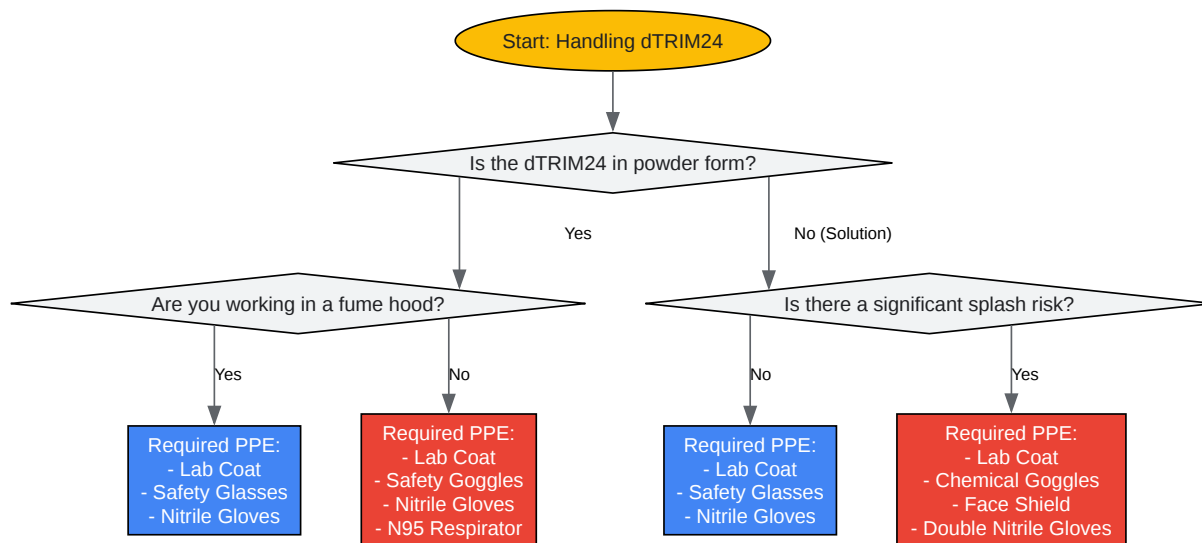 Start: Handling dTRIM24
Is the dTRIM24 in powder form?
Yes
No (Solution)
Are you working in a fume hood?
Is there a significant splash risk?
Yes
No
No
Yes
Required PPE:
- Lab Coat
- Safety Glasses
- Nitrile Gloves
Required PPE:
- Lab Coat
- Safety Goggles
- Nitrile Gloves
- N95 Respirator
Required PPE:
- Lab Coat
- Safety Glasses
- Nitrile Gloves
Required PPE:
- Lab Coat
- Chemical Goggles
- Face Shield
- Double Nitrile Gloves